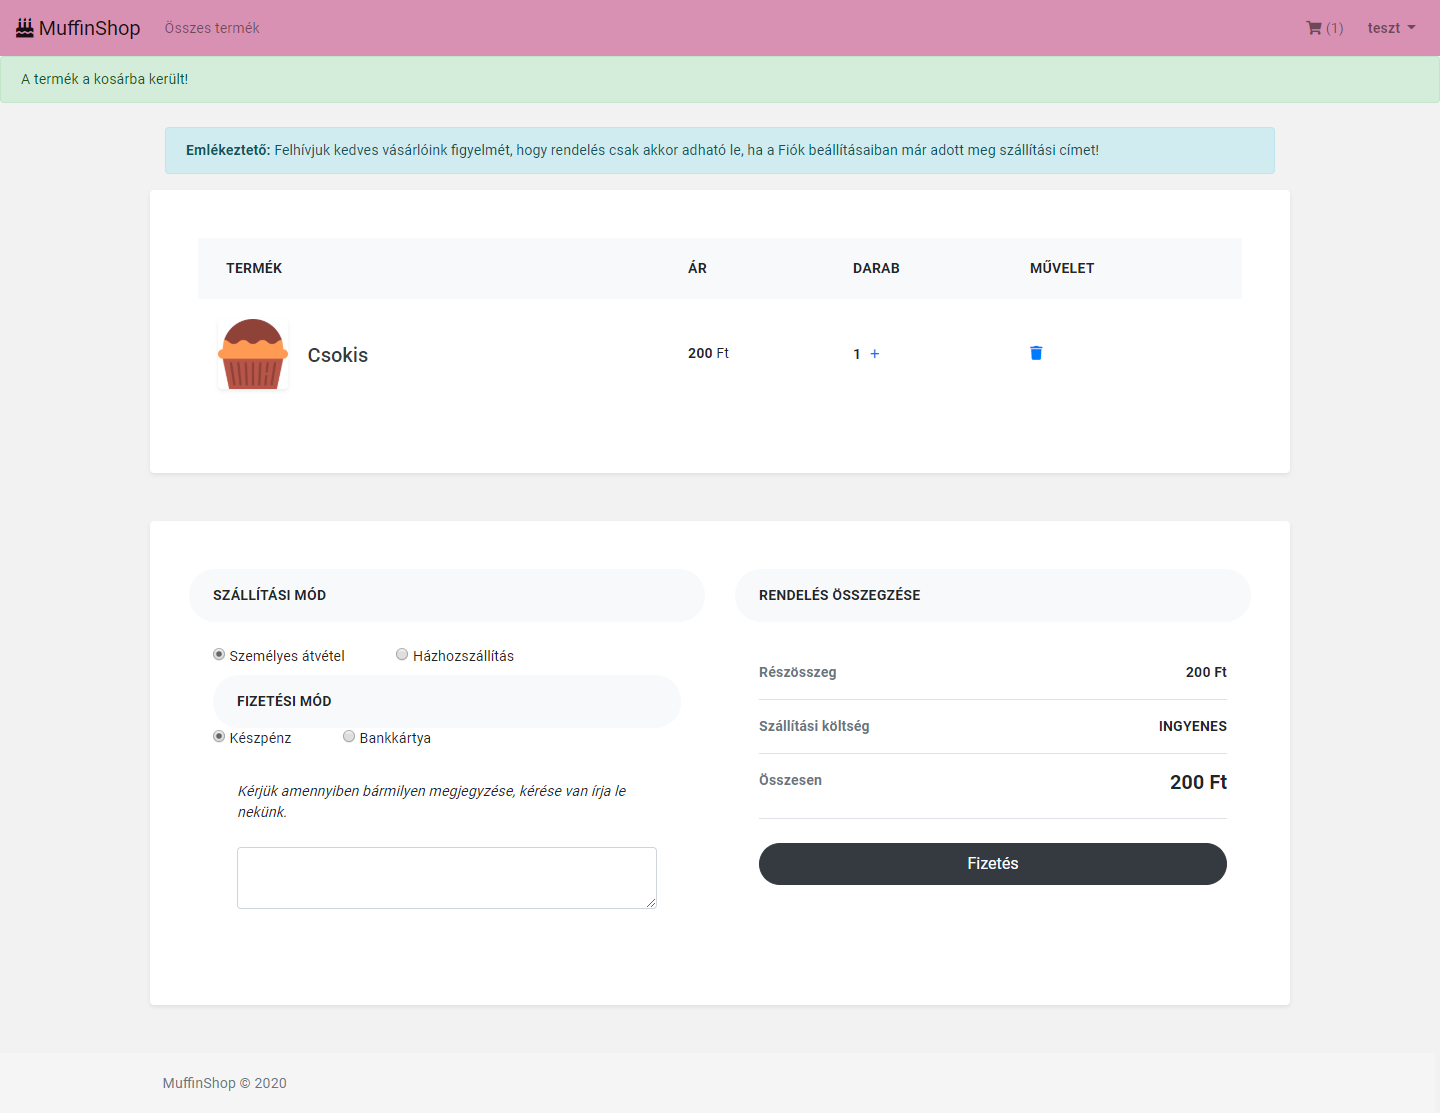 MuffinShop Összes termék (1) teszt
A termék a kosárba került!
Emlékeztető: Felhívjuk kedves vásárlóink figyelmét, hogy rendelés csak akkor adható le, ha a Fiók beállításaiban már adott meg szállítási címet!
TERMÉK ÁR DARAB MŰVELET
Csokis 200 Ft 1 +
SZÁLLÍTÁSI MÓD
Személyes átvétel Házhozszállítás
FIZETÉSI MÓD
Készpénz Bankkártya
Kérjük amennyiben bármilyen megjegyzése, kérése van írja le
nekünk.
RENDELÉS ÖSSZEGZÉSE
Részösszeg 200 Ft
Szállítási költség INGYENES
Összesen 200 Ft
Fizetés
MuffinShop © 2020